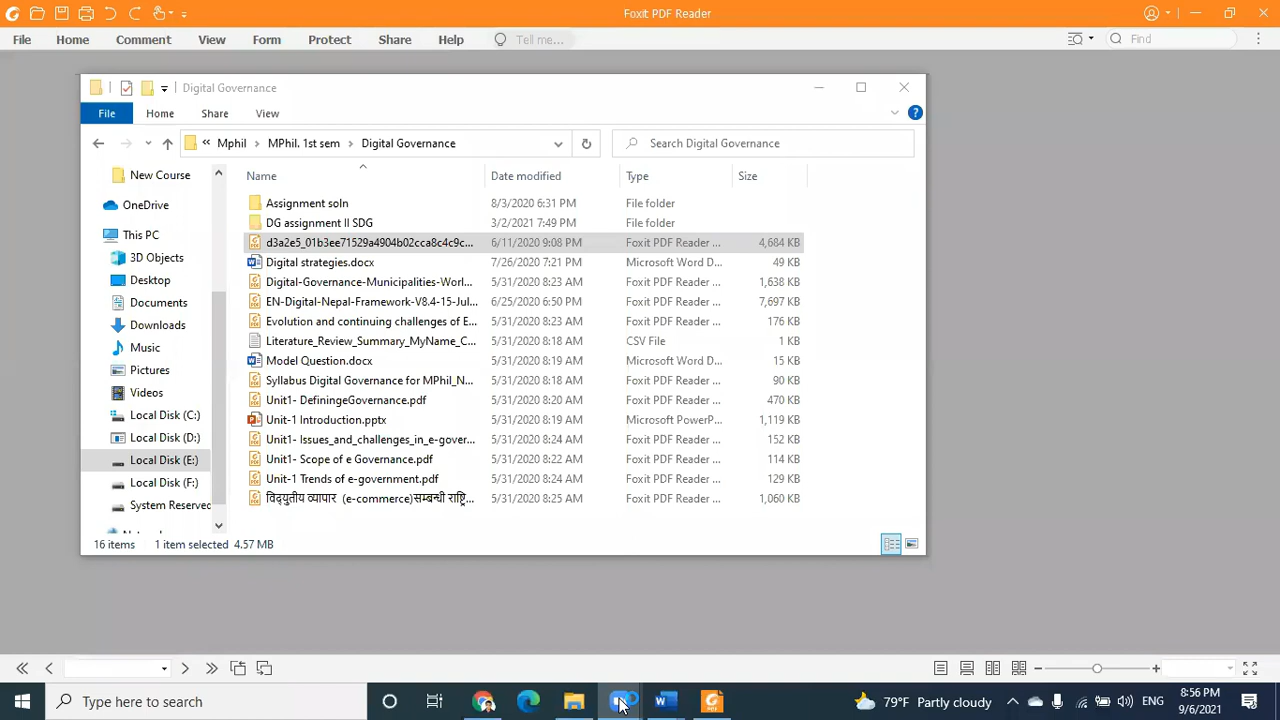 Foxit PDF Reader
File Home Comment View Form Protect Share Help Tell me... Find
Digital Governance
File Home Share View
« Mphil > MPhil. 1st sem > Digital Governance Search Digital Governance
Name Date modified Type Size
New Course
OneDrive
This PC
3D Objects
Desktop
Documents
Downloads
Music
Pictures
Videos
Local Disk (C:)
Local Disk (D:)
Local Disk (E:)
Local Disk (F:)
System Reserved
Assignment soln 8/3/2020 6:31 PM File folder
DG assignment II SDG 3/2/2021 7:49 PM File folder
d3a2e5_01b3ee71529a4904b02cca8c4c9c... 6/11/2020 9:08 PM Foxit PDF Reader ... 4,684 KB
Digital strategies.docx 7/26/2020 7:21 PM Microsoft Word D... 49 KB
Digital-Governance-Municipalities-Worl... 5/31/2020 8:23 AM Foxit PDF Reader ... 1,638 KB
EN-Digital-Nepal-Framework-V8.4-15-Jul... 6/25/2020 6:50 PM Foxit PDF Reader ... 7,697 KB
Evolution and continuing challenges of E... 5/31/2020 8:23 AM Foxit PDF Reader ... 176 KB
Literature_Review_Summary_MyName_C... 5/31/2020 8:18 AM CSV File 1 KB
Model Question.docx 5/31/2020 8:19 AM Microsoft Word D... 15 KB
Syllabus Digital Governance for MPhil_N... 5/31/2020 8:18 AM Foxit PDF Reader ... 90 KB
Unit1- DefiningeGovernance.pdf 5/31/2020 8:20 AM Foxit PDF Reader ... 470 KB
Unit-1 Introduction.pptx 5/31/2020 8:19 AM Microsoft PowerP... 1,119 KB
Unit1- Issues_and_challenges_in_e-gover... 5/31/2020 8:24 AM Foxit PDF Reader ... 152 KB
Unit1- Scope of e Governance.pdf 5/31/2020 8:22 AM Foxit PDF Reader ... 114 KB
Unit-1 Trends of e-government.pdf 5/31/2020 8:24 AM Foxit PDF Reader ... 129 KB
विद्युतीय व्यापार (e-commerce)सम्बन्धी राष्ट्रि... 5/31/2020 8:25 AM Foxit PDF Reader ... 1,060 KB
16 items 1 item selected 4.57 MB
Type here to search 79°F Partly cloudy ENG 8:56 PM
9/6/2021